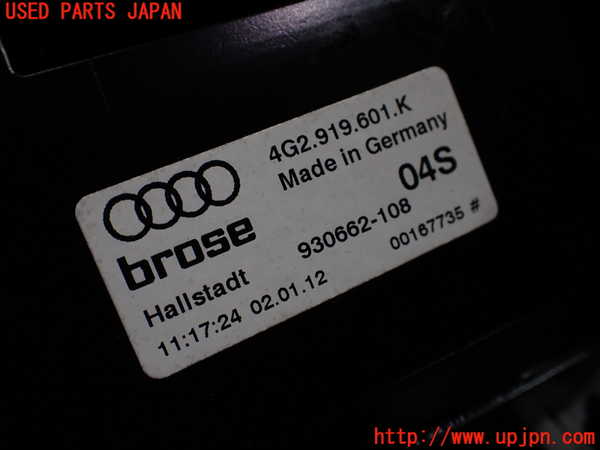 USED PARTS JAPAN
4G2.919.601.K
Made in Germany
04S
brose
930662-108
00187735 #
Hallstadt
11:17:24 02.01.12
http://www.upjpn.com/